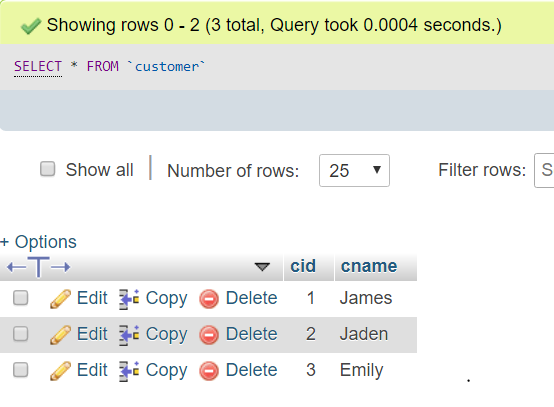 Showing rows 0 - 2 (3 total, Query took 0.0004 seconds.)
SELECT * FROM `customer`
Show all | Number of rows: 25 Filter rows: S
+ Options
cid cname
Edit Copy Delete 1 James
Edit Copy Delete 2 Jaden
Edit Copy Delete 3 Emily
.